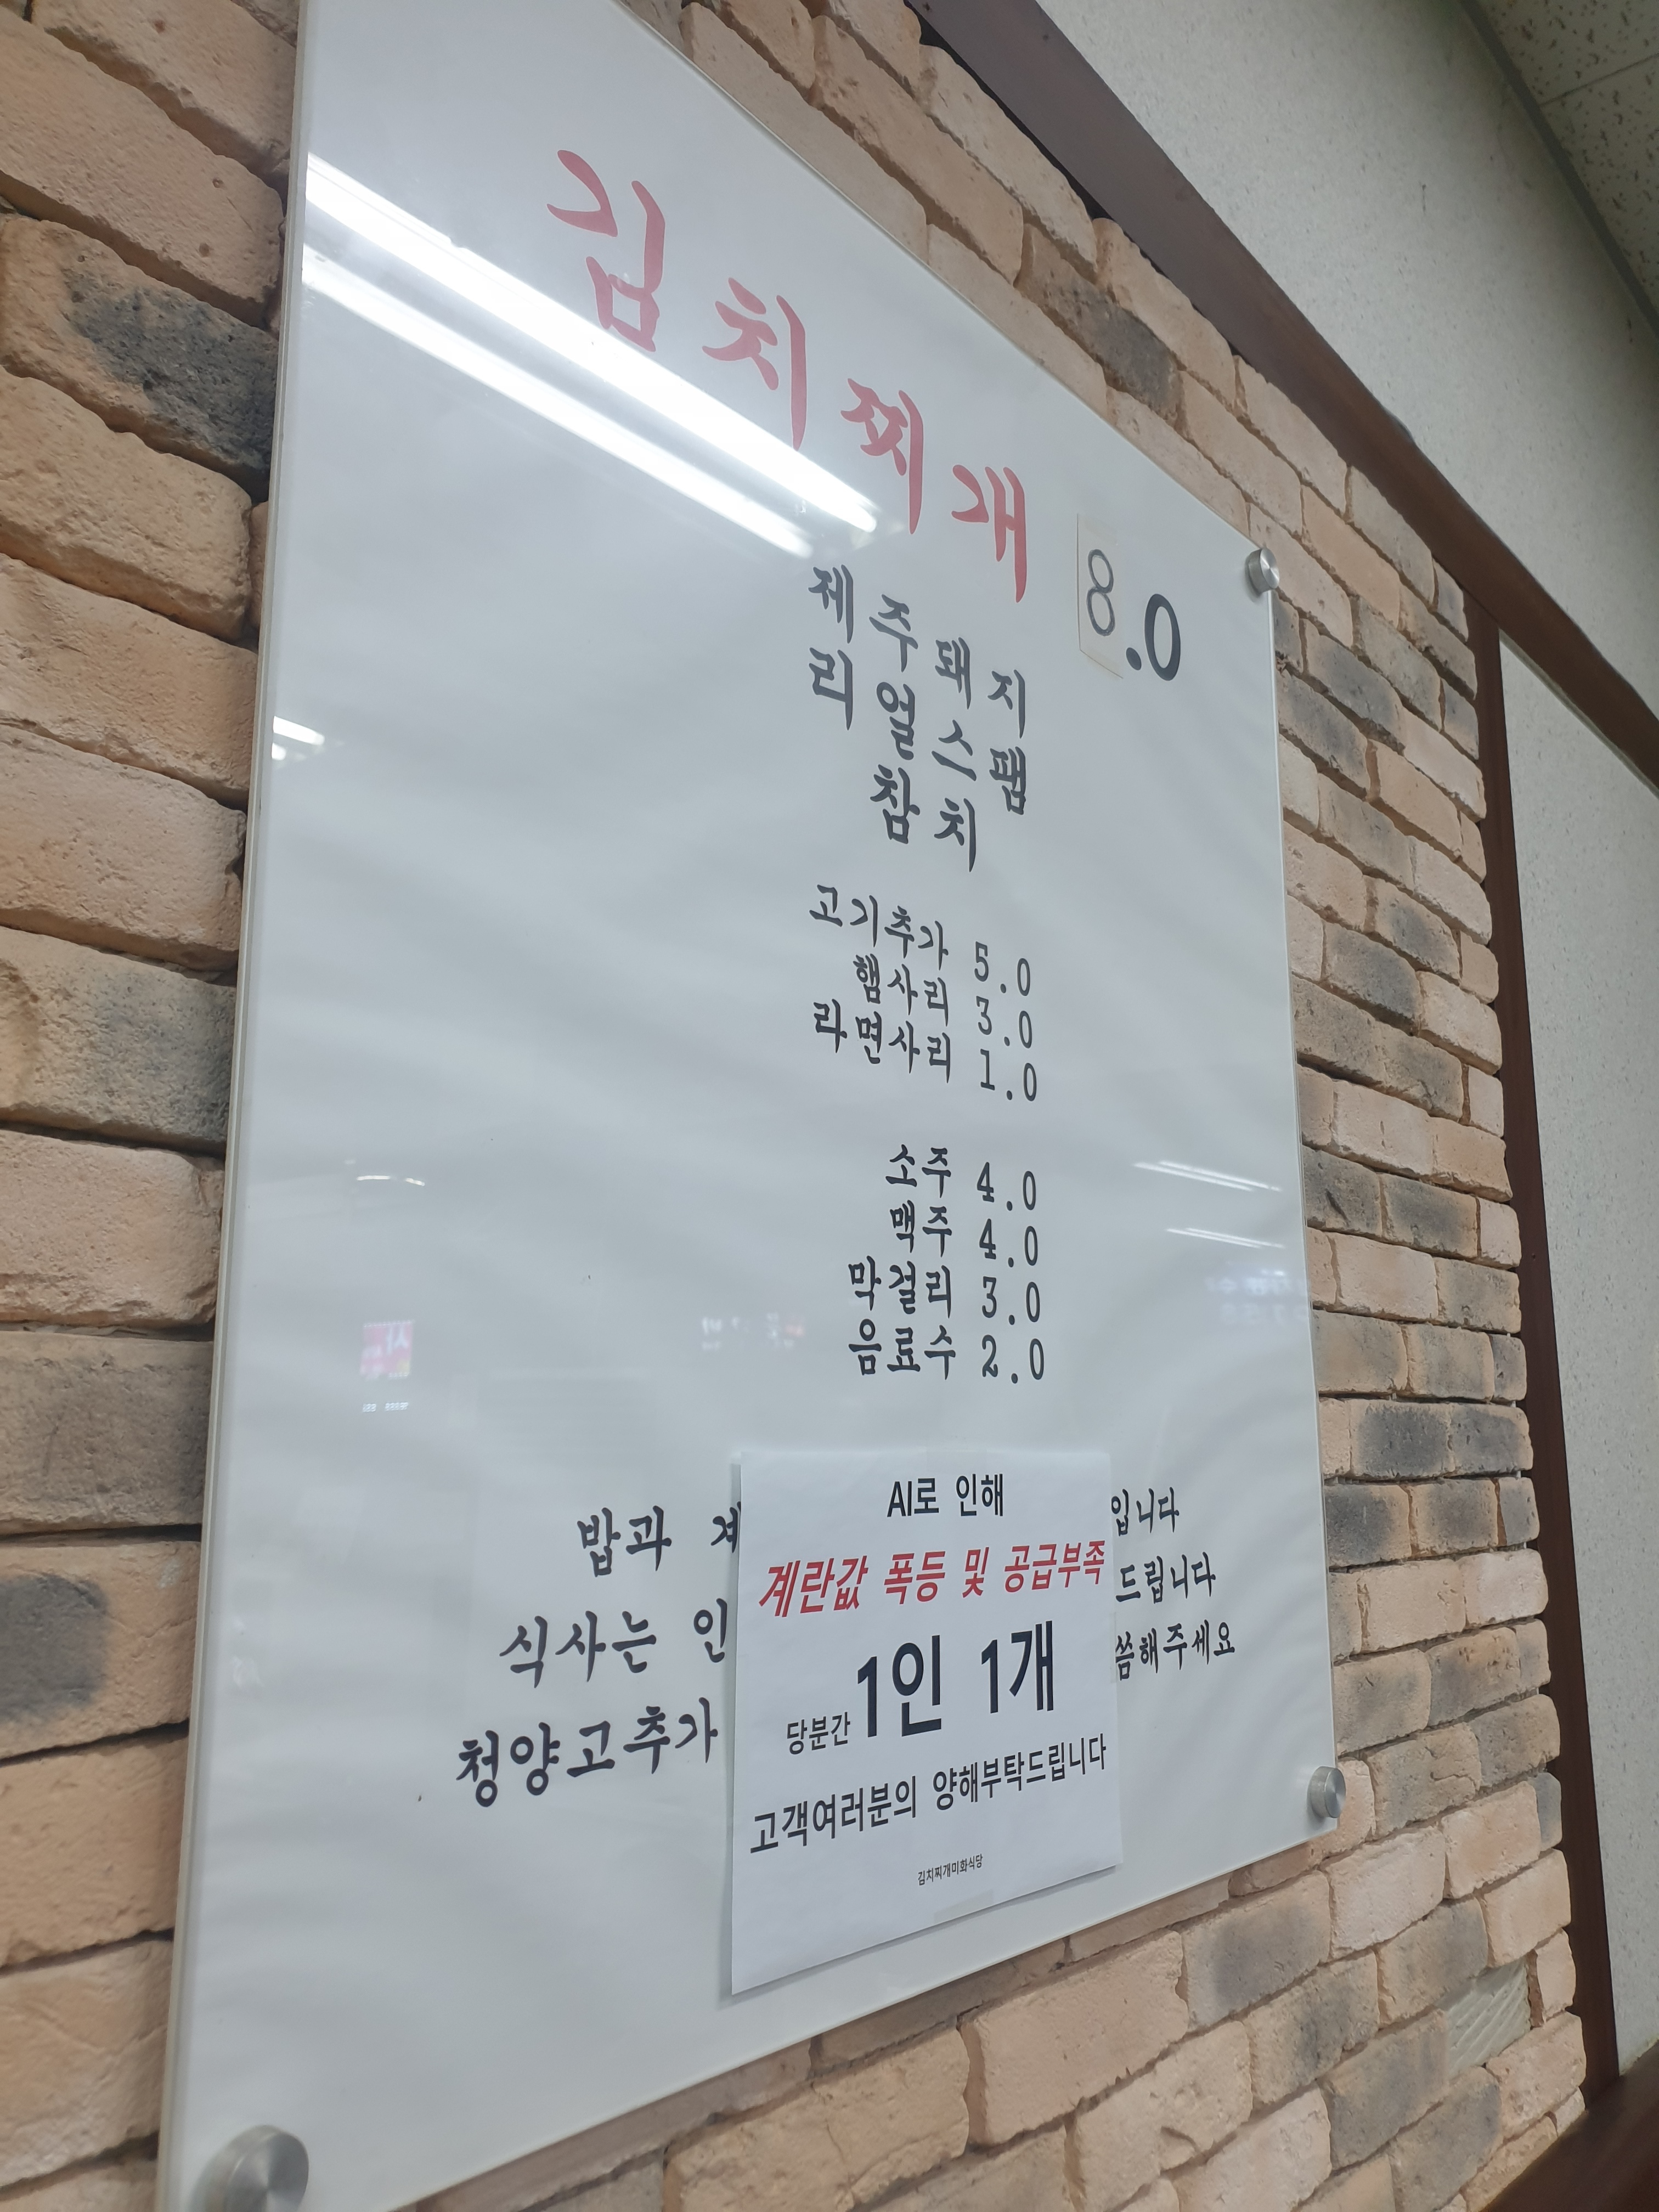 김치찌개 8.0
제주돼지
리얼스팸
참치
고기추가 5.0
햄사리 3.0
라면사리 1.0
소주 4.0
맥주 4.0
막걸리 3.0
음료수 2.0
밥과 입니다
식사는 인 드립니다
청양고추가 씀해주세요
AI로 인해
계란값 폭등 및 공급부족
당분간 1인 1개
고객여러분의 양해부탁드립니다
김치찌개미화식당